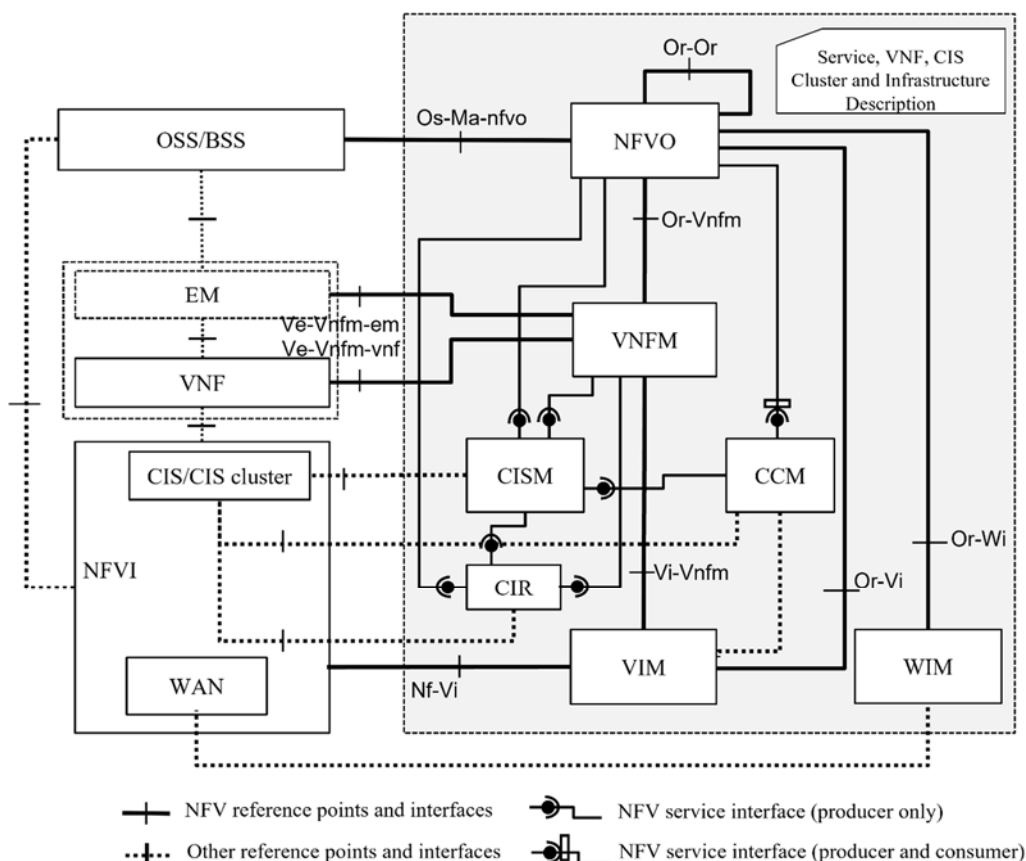 Or-Or
Service, VNF, CIS
Cluster and Infrastructure
Description
Os-Ma-nfvo
OSS/BSS
NFVO
Or-Vnfm
EM
Ve-Vnfm-em
Ve-Vnfm-vnf
VNFM
VNF
CIS/CIS cluster
CISM
CCM
Or-Wi
NFVI
CIR
Vi-Vnfm
Or-Vi
WAN
Nf-Vi
VIM
WIM
NFV reference points and interfaces
NFV service interface (producer only)
Other reference points and interfaces
NFV service interface (producer and consumer)